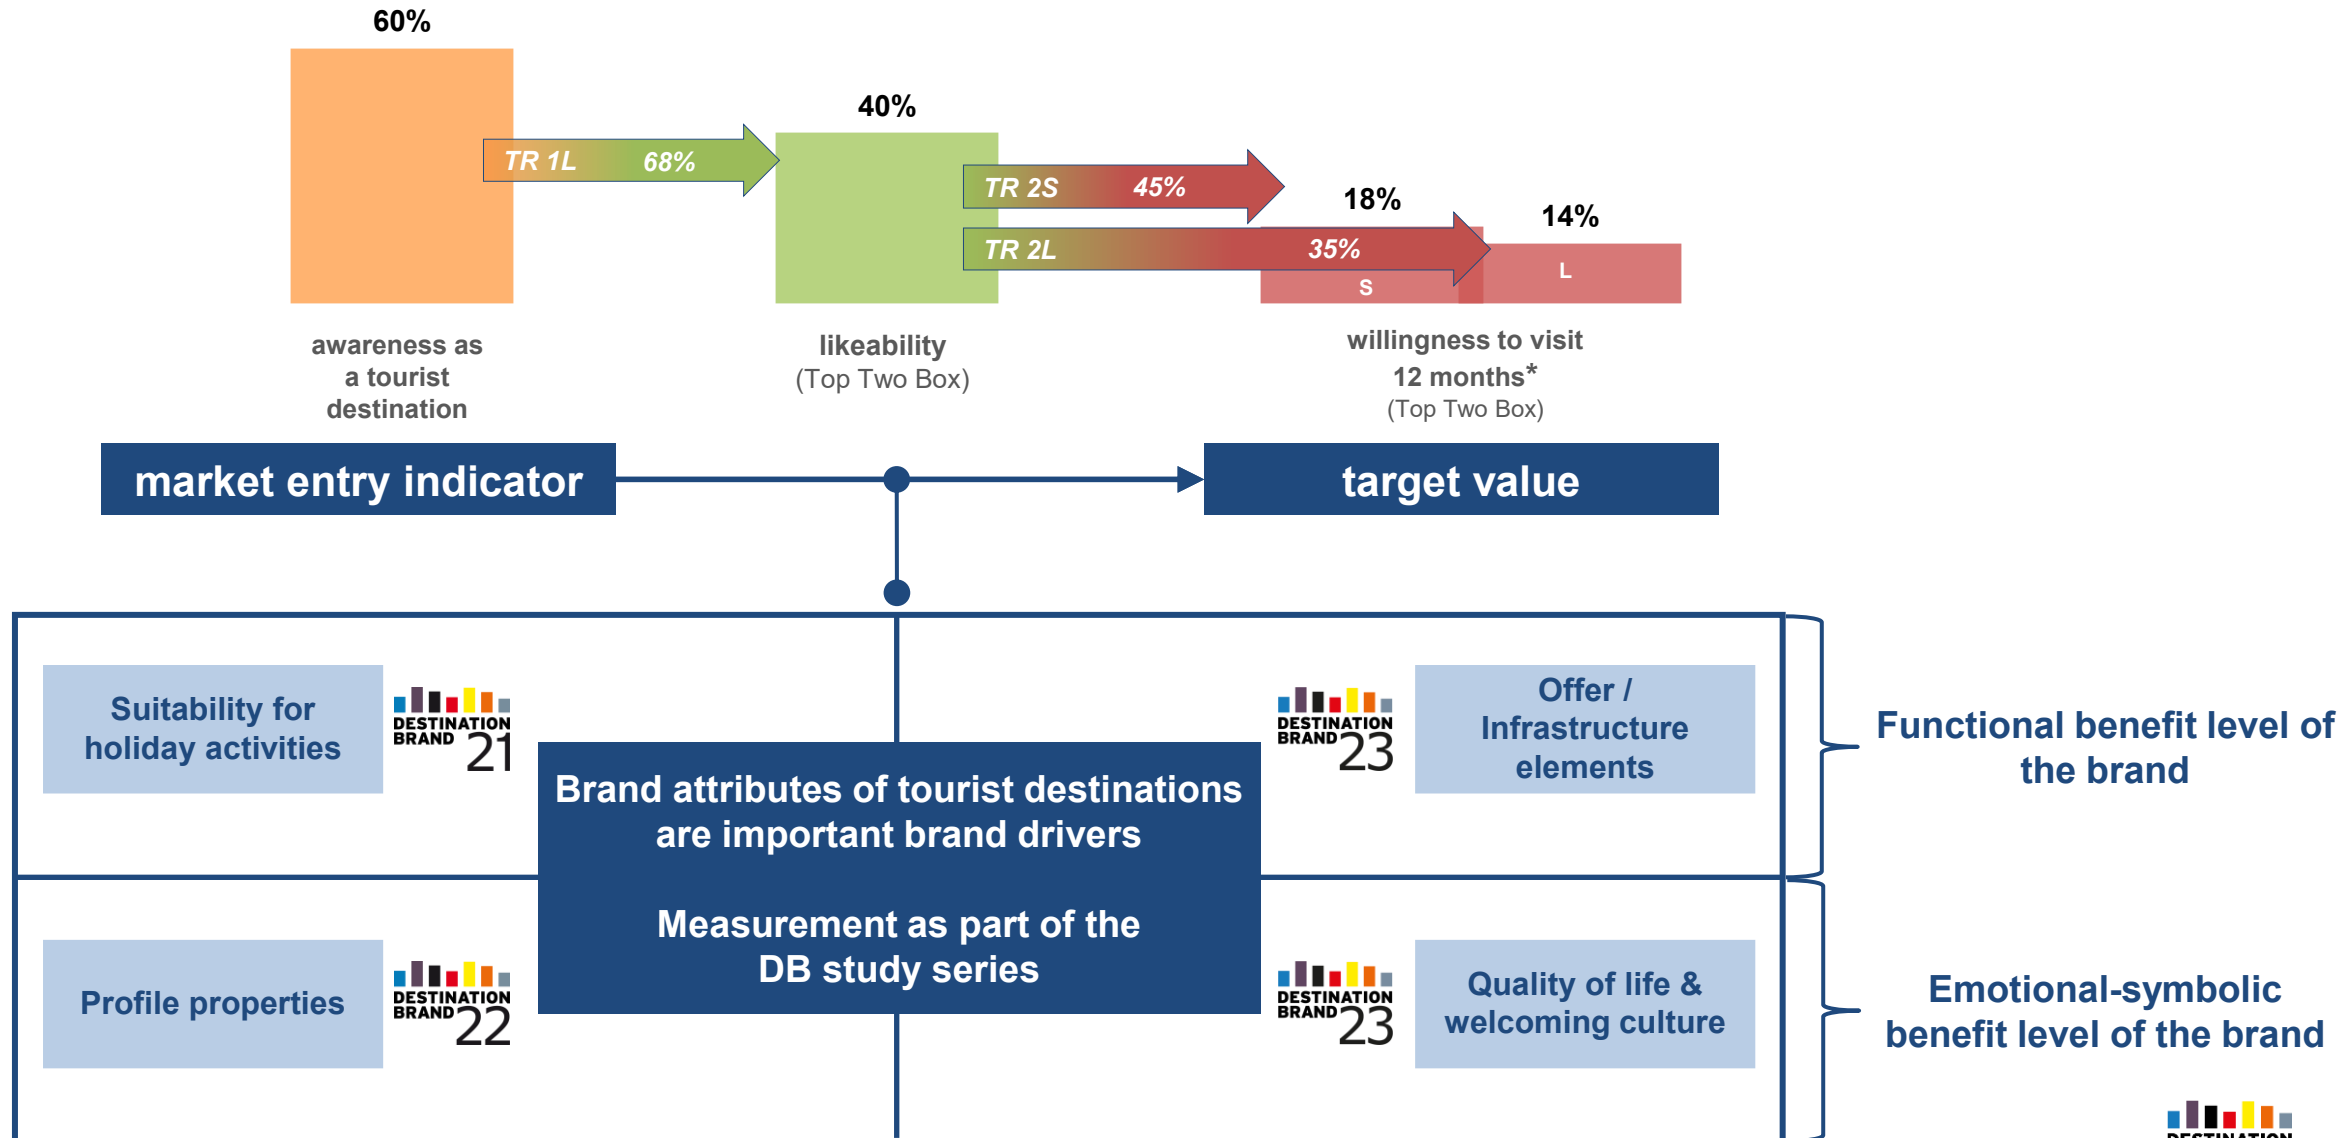 60%
40%
TR 1L 68%
TR 2S 45%
18%
14%
TR 2L 35%
L
S
awareness as
a tourist
destination
likeability
(Top Two Box)
willingness to visit
12 months*
(Top Two Box)
market entry indicator
target value
Suitability for
holiday activities
DESTINATION
BRAND 21
DESTINATION
BRAND 23
Offer /
Infrastructure
elements
Functional benefit level of
the brand
Brand attributes of tourist destinations
are important brand drivers
Measurement as part of the
DB study series
Profile properties
DESTINATION
BRAND 22
DESTINATION
BRAND 23
Quality of life &
welcoming culture
Emotional-symbolic
benefit level of the brand
DESTINATION